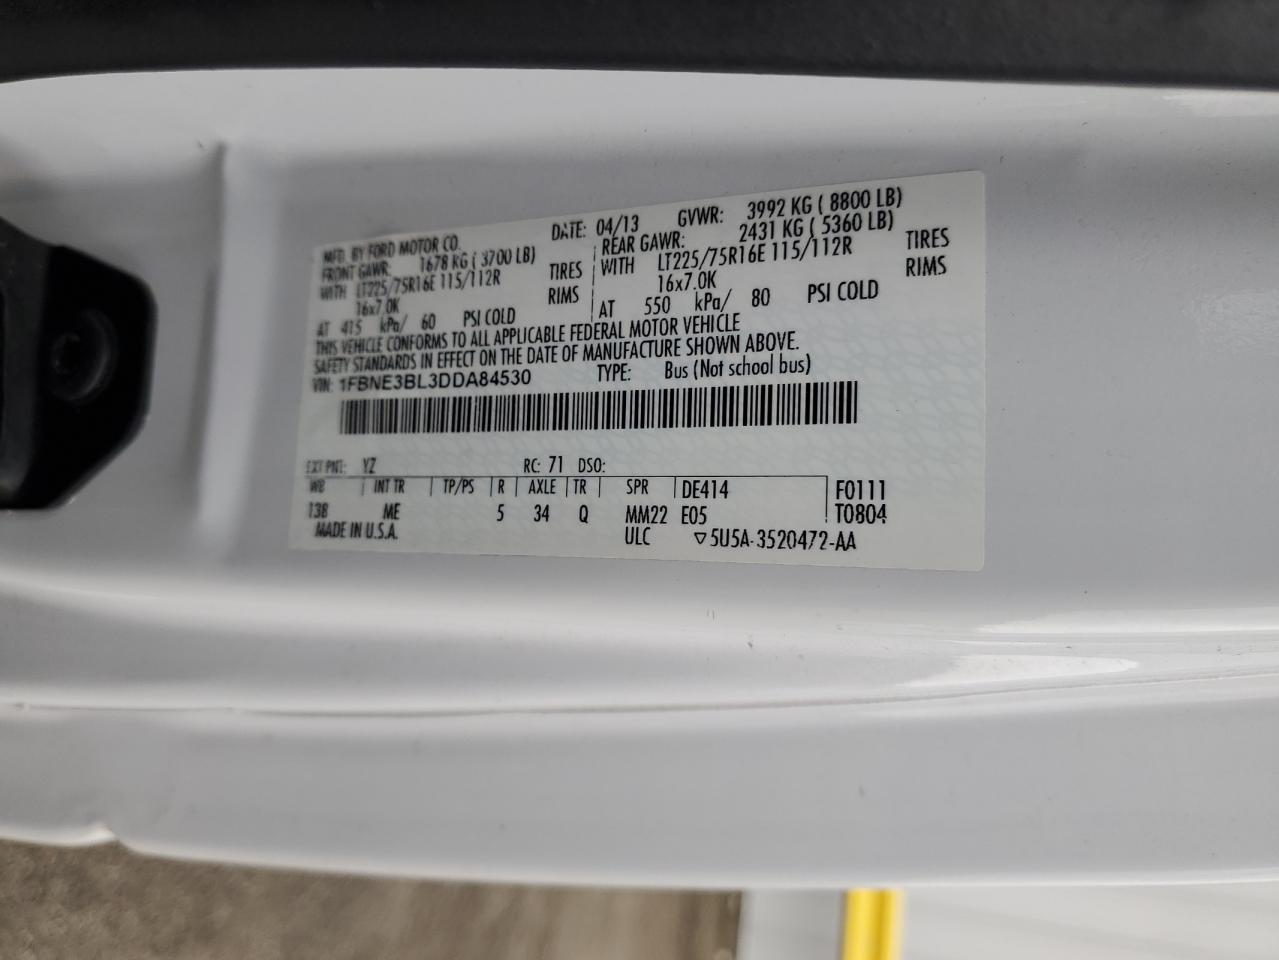 MFD. BY FORD MOTOR CO.
DATE: 04/13 GVWR: 3992 KG ( 8800 LB)
FRONT GAWR: 1678 KG ( 3700 LB) REAR GAWR: 2431 KG ( 5360 LB)
WITH LT225/75R16E 115/112R TIRES WITH LT225/75R16E 115/112R TIRES
16x7.0K RIMS 16x7.0K RIMS
AT 415 kPa/ 60 PSI COLD AT 550 kPa/ 80 PSI COLD
THIS VEHICLE CONFORMS TO ALL APPLICABLE FEDERAL MOTOR VEHICLE
SAFETY STANDARDS IN EFFECT ON THE DATE OF MANUFACTURE SHOWN ABOVE.
VIN: 1FBNE3BL3DDA84530 TYPE: Bus (Not school bus)
EXT PNT: YZ RC: 71 DSO:
WB INT TR TP/PS R AXLE TR SPR DE414 F0111
138 ME 5 34 Q MM22 E05 T0804
MADE IN U.S.A. ULC ▽5U5A-3520472-AA